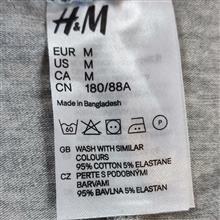 H&M
EUR M
US M
CA M
CN 180/88A
Made in Bangladesh
60
GB WASH WITH SIMILAR
COLOURS
95% COTTON 5% ELASTANE
CZ PERTE S PODOBNÝMI
BARVAMI
95% BAVLNA 5% ELASTAN